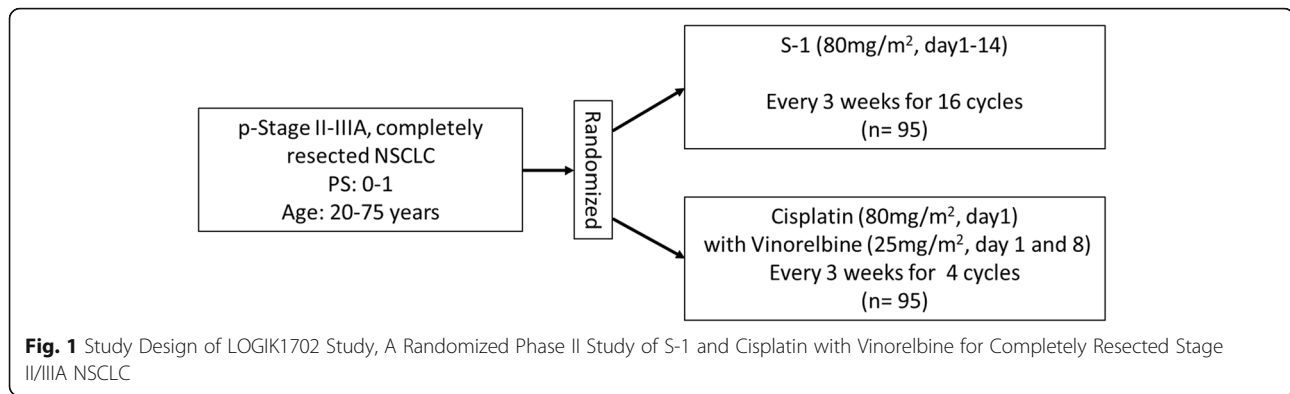 p-Stage II-IIIA, completely
resected NSCLC
PS: 0-1
Age: 20-75 years
Randomized
S-1 (80mg/m², day1-14)
Every 3 weeks for 16 cycles
(n= 95)
Cisplatin (80mg/m², day1)
with Vinorelbine (25mg/m², day 1 and 8)
Every 3 weeks for 4 cycles
(n= 95)
Fig. 1 Study Design of LOGIK1702 Study, A Randomized Phase II Study of S-1 and Cisplatin with Vinorelbine for Completely Resected Stage
II/IIIA NSCLC